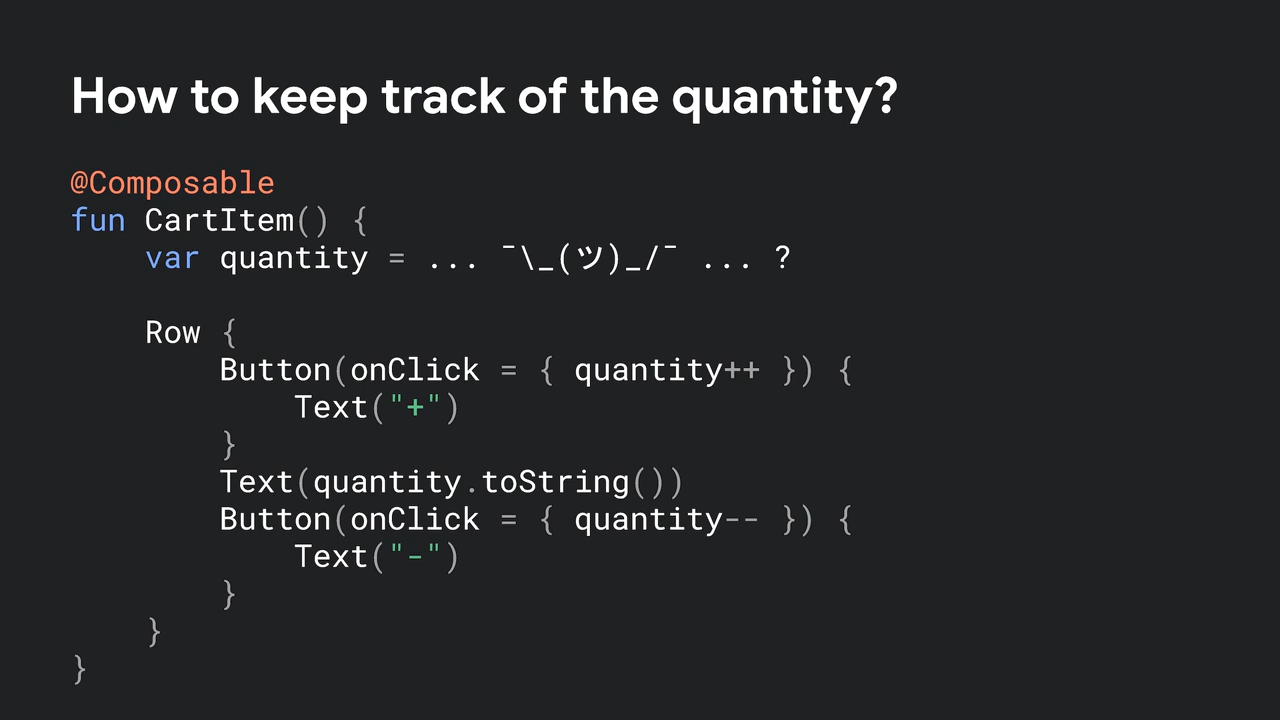 How to keep track of the quantity?
@Composable
fun CartItem() {
    var quantity = ... ¯\_(ツ)_/¯ ... ?
    Row {
        Button(onClick = { quantity++ }) {
            Text("+")
        }
        Text(quantity.toString())
        Button(onClick = { quantity-- }) {
            Text("-")
        }
    }
}